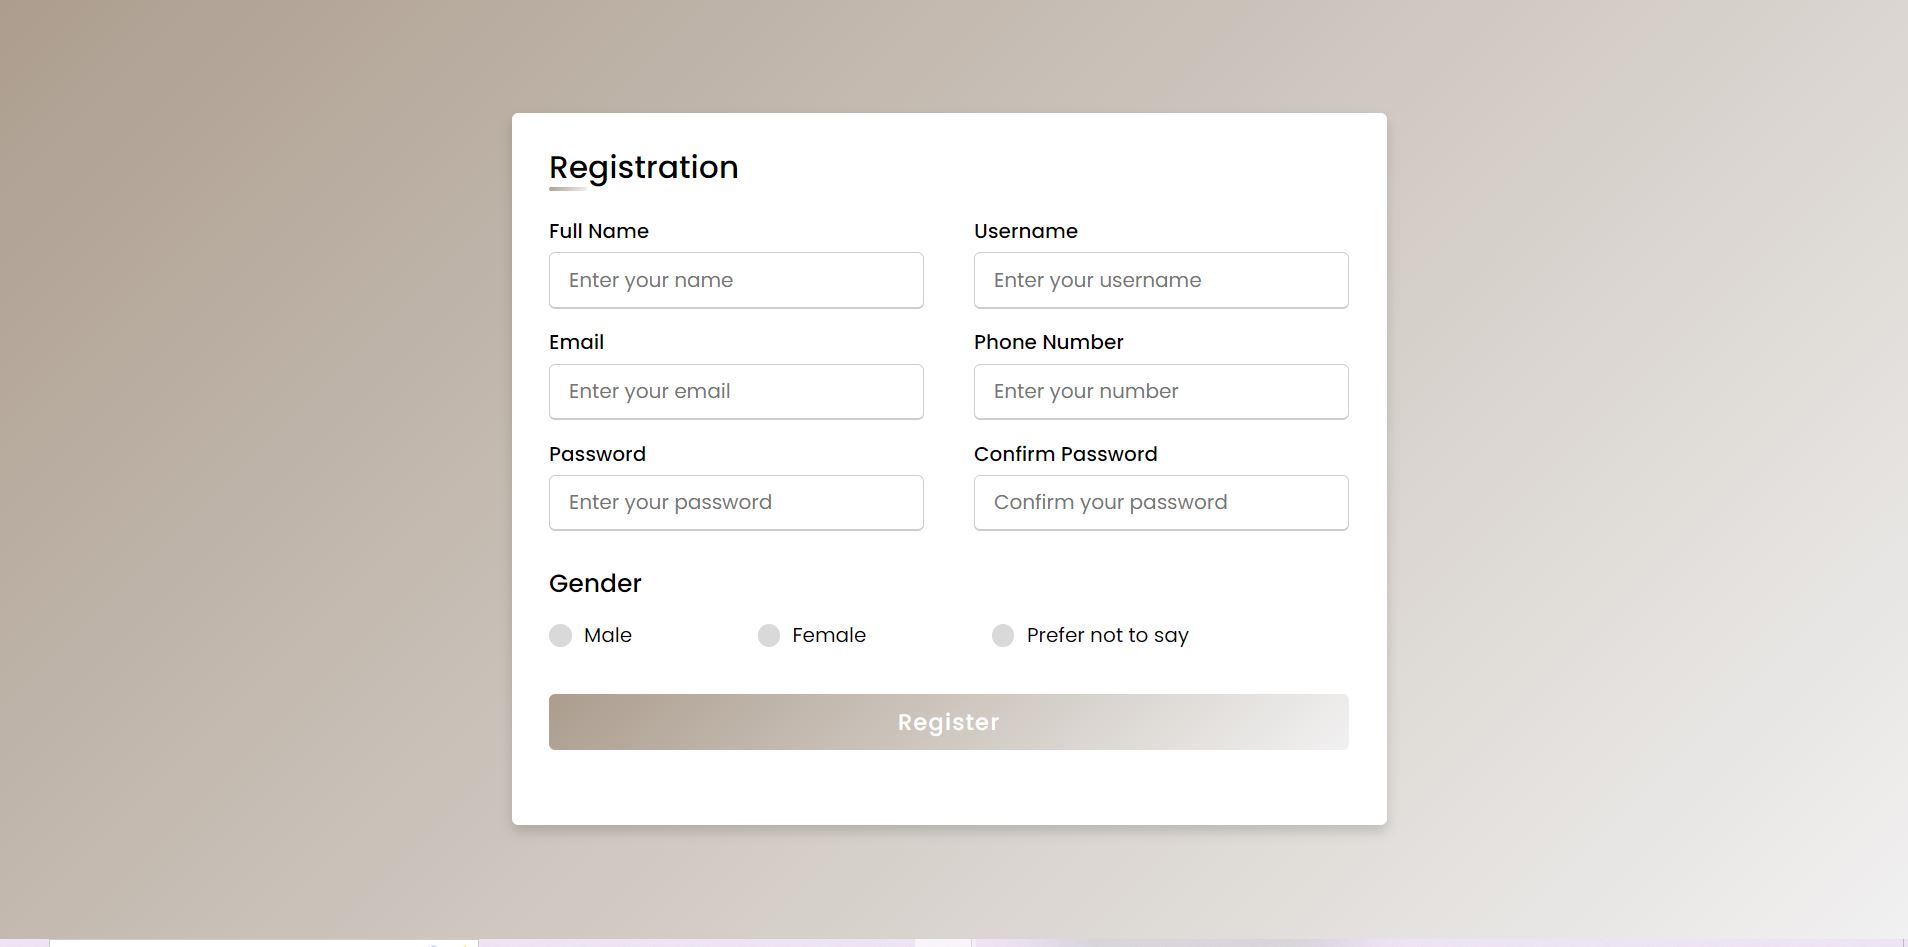 Registration
Full Name
Username
Enter your name
Enter your username
Email
Phone Number
Enter your email
Enter your number
Password
Confirm Password
Enter your password
Confirm your password
Gender
Male
Female
Prefer not to say
Register